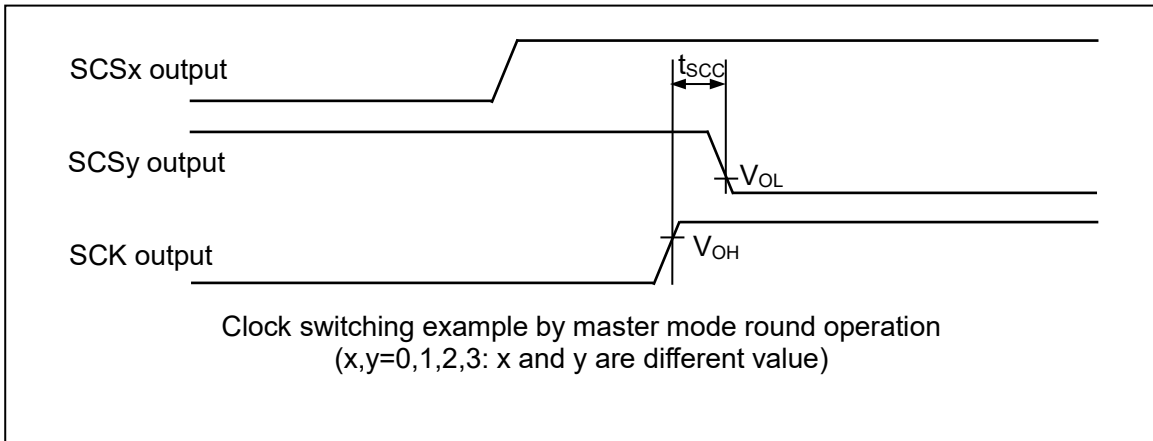 SCSx output
tSCC
SCSy output
VOL
SCK output
VOH
Clock switching example by master mode round operation
(x,y=0,1,2,3: x and y are different value)